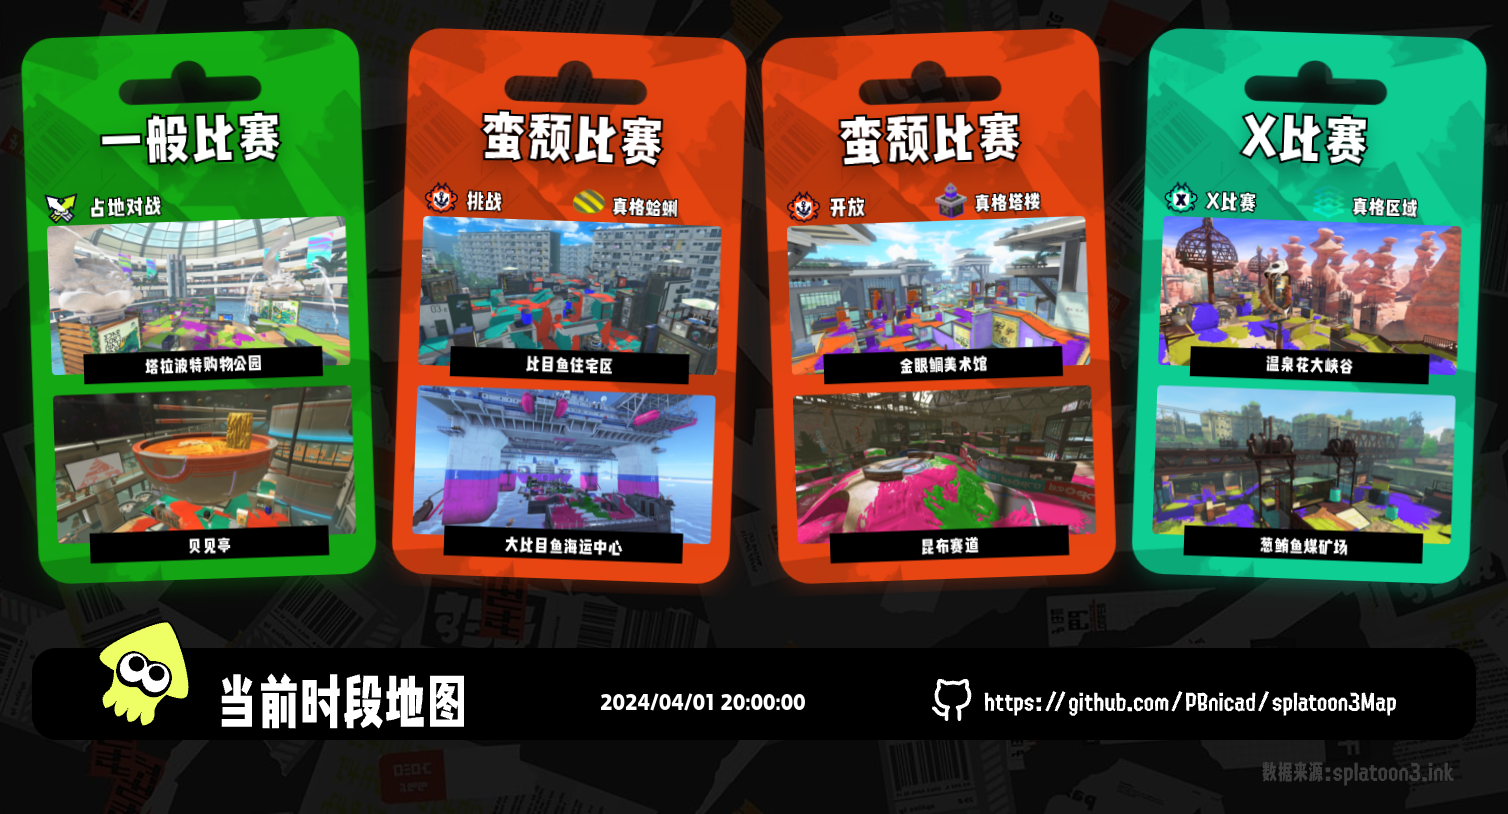 一般比赛
占地对战
塔拉波特购物公园
贝见亭
蛮颓比赛
挑战
真格蛤蜊
比目鱼住宅区
大比目鱼海运中心
蛮颓比赛
开放
真格塔楼
金眼鲷美术馆
昆布赛道
X比赛
X比赛
真格区域
温泉花大峡谷
葱鲔鱼煤矿场
当前时段地图
2024/04/01 20:00:00
https://github.com/PBnicad/splatoon3Map
数据来源:splatoon3.ink